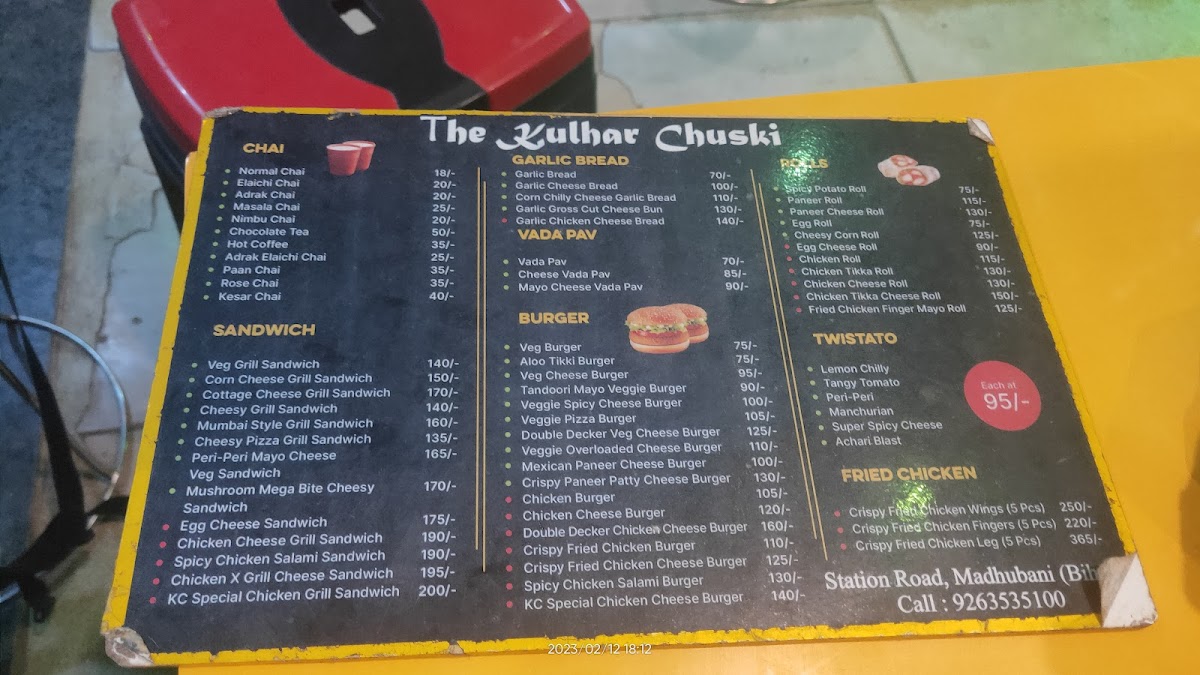 The Kulhar Chuski
CHAI
Normal Chai 18/-
Elaichi Chai 20/-
Adrak Chai 20/-
Masala Chai 25/-
Nimbu Chai 20/-
Chocolate Tea 50/-
Hot Coffee 35/-
Adrak Elaichi Chai 25/-
Paan Chai 35/-
Rose Chai 35/-
Kesar Chai 40/-
SANDWICH
Veg Grill Sandwich 140/-
Corn Cheese Grill Sandwich 150/-
Cottage Cheese Grill Sandwich 170/-
Cheesy Grill Sandwich 140/-
Mumbai Style Grill Sandwich 160/-
Cheesy Pizza Grill Sandwich 135/-
Peri-Peri Mayo Cheese 165/-
Veg Sandwich
Mushroom Mega Bite Cheesy 170/-
Sandwich
Egg Cheese Sandwich 175/-
Chicken Cheese Grill Sandwich 190/-
Spicy Chicken Salami Sandwich 190/-
Chicken X Grill Cheese Sandwich 195/-
KC Special Chicken Grill Sandwich 200/-
GARLIC BREAD
Garlic Bread 70/-
Garlic Cheese Bread 100/-
Corn Chilly Cheese Garlic Bread 110/-
Garlic Gross Cut Cheese Bun 130/-
Garlic Chicken Cheese Bread 140/-
VADA PAV
Vada Pav 70/-
Cheese Vada Pav 85/-
Mayo Cheese Vada Pav 90/-
BURGER
Veg Burger 75/-
Aloo Tikki Burger 75/-
Veg Cheese Burger 95/-
Tandoori Mayo Veggie Burger 90/-
Veggie Spicy Cheese Burger 100/-
Veggie Pizza Burger 105/-
Double Decker Veg Cheese Burger 125/-
Veggie Overloaded Cheese Burger 110/-
Mexican Paneer Cheese Burger 100/-
Crispy Paneer Patty Cheese Burger 130/-
Chicken Burger 105/-
Chicken Cheese Burger 120/-
Double Decker Chicken Cheese Burger 160/-
Crispy Fried Chicken Burger 110/-
Crispy Fried Chicken Cheese Burger 125/-
Spicy Chicken Salami Burger 130/-
KC Special Chicken Cheese Burger 140/-
ROLLS
Spicy Potato Roll 75/-
Paneer Roll 115/-
Paneer Cheese Roll 130/-
Egg Roll 75/-
Cheesy Corn Roll 125/-
Egg Cheese Roll 90/-
Chicken Roll 115/-
Chicken Tikka Roll 130/-
Chicken Cheese Roll 130/-
Chicken Tikka Cheese Roll 150/-
Fried Chicken Finger Mayo Roll 125/-
TWISTATO
Lemon Chilly
Tangy Tomato
Peri-Peri
Manchurian
Super Spicy Cheese
Achari Blast
Each at
95/-
FRIED CHICKEN
Crispy Fried Chicken Wings (5 Pcs) 250/-
Crispy Fried Chicken Fingers (5 Pcs) 220/-
Crispy Fried Chicken Leg (5 Pcs) 365/-
Station Road, Madhubani
Call : 9263535100
2023/02/12 18:12